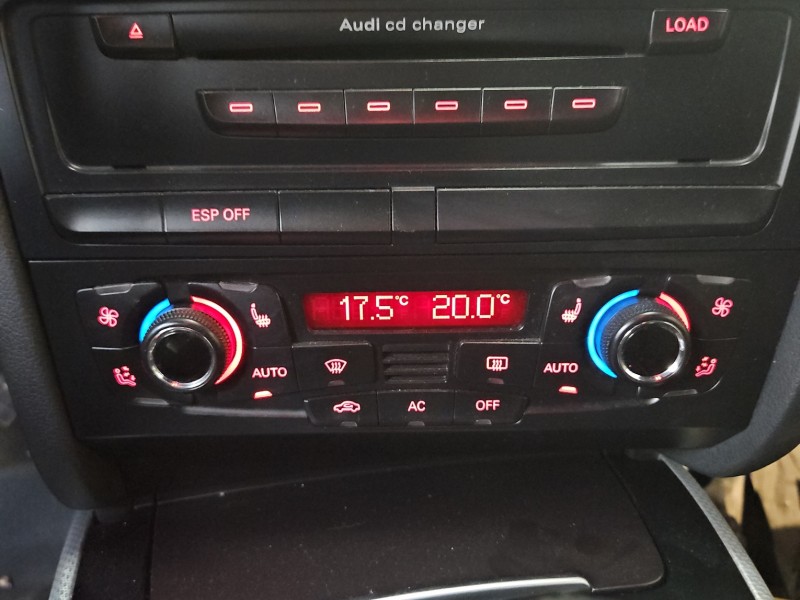 Audi cd changer
LOAD
ESP OFF
17.5°C 20.0°C
AUTO
AUTO
AC
OFF